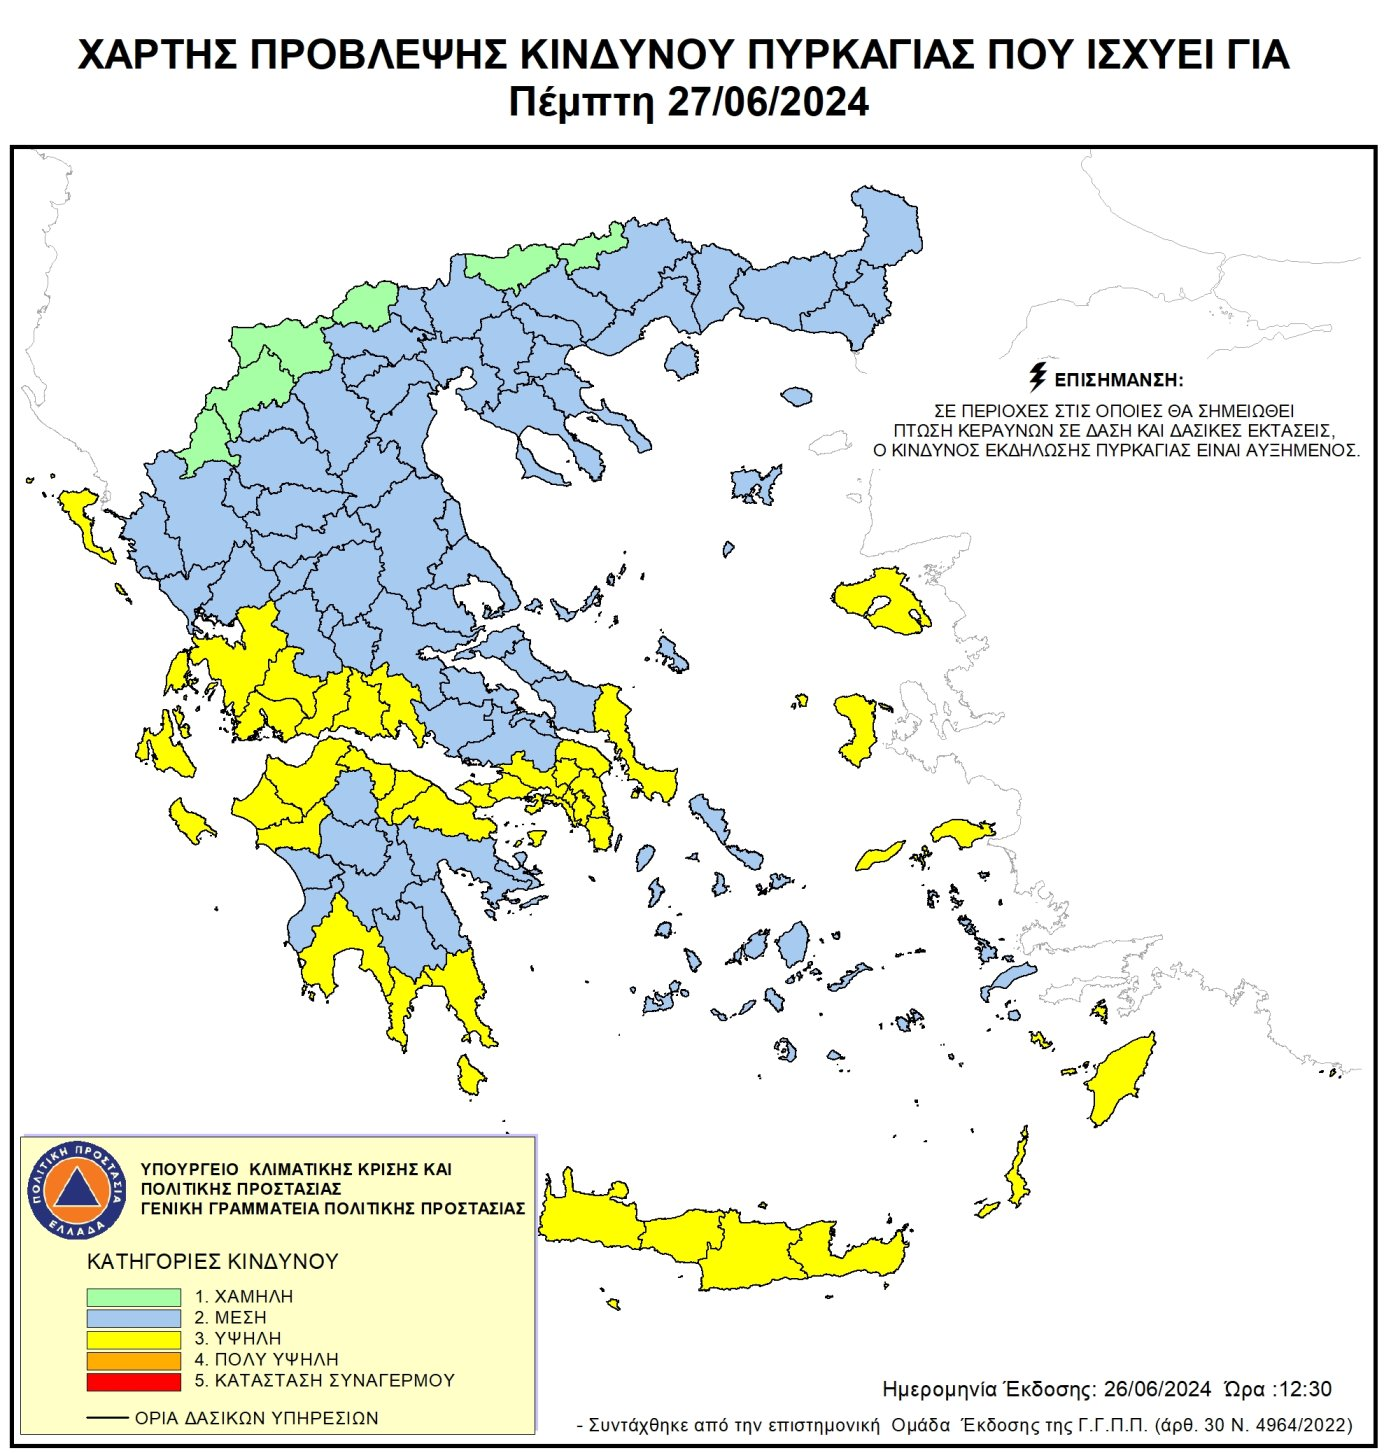 ΧΑΡΤΗΣ ΠΡΟΒΛΕΨΗΣ ΚΙΝΔΥΝΟΥ ΠΥΡΚΑΓΙΑΣ ΠΟΥ ΙΣΧΥΕΙ ΓΙΑ
Πέμπτη 27/06/2024
ΕΠΙΣΗΜΑΝΣΗ:
ΣΕ ΠΕΡΙΟΧΕΣ ΣΤΙΣ ΟΠΟΙΕΣ ΘΑ ΣΗΜΕΙΩΘΕΙ
ΠΤΩΣΗ ΚΕΡΑΥΝΩΝ ΣΕ ΔΑΣΗ ΚΑΙ ΔΑΣΙΚΕΣ ΕΚΤΑΣΕΙΣ,
Ο ΚΙΝΔΥΝΟΣ ΕΚΔΗΛΩΣΗΣ ΠΥΡΚΑΓΙΑΣ ΕΙΝΑΙ ΑΥΞΗΜΕΝΟΣ.
ΠΟΛΙΤΙΚΗ ΠΡΟΣΤΑΣΙΑ
ΕΛΛΑΔΑ
ΥΠΟΥΡΓΕΙΟ ΚΛΙΜΑΤΙΚΗΣ ΚΡΙΣΗΣ ΚΑΙ
ΠΟΛΙΤΙΚΗΣ ΠΡΟΣΤΑΣΙΑΣ
ΓΕΝΙΚΗ ΓΡΑΜΜΑΤΕΙΑ ΠΟΛΙΤΙΚΗΣ ΠΡΟΣΤΑΣΙΑΣ
ΚΑΤΗΓΟΡΙΕΣ ΚΙΝΔΥΝΟΥ
1. ΧΑΜΗΛΗ
2. ΜΕΣΗ
3. ΥΨΗΛΗ
4. ΠΟΛΥ ΥΨΗΛΗ
5. ΚΑΤΑΣΤΑΣΗ ΣΥΝΑΓΕΡΜΟΥ
ΟΡΙΑ ΔΑΣΙΚΩΝ ΥΠΗΡΕΣΙΩΝ
Ημερομηνία Έκδοσης: 26/06/2024 Ώρα :12:30
- Συντάχθηκε από την επιστημονική Ομάδα Έκδοσης της Γ.Γ.Π.Π. (άρθ. 30 Ν. 4964/2022)